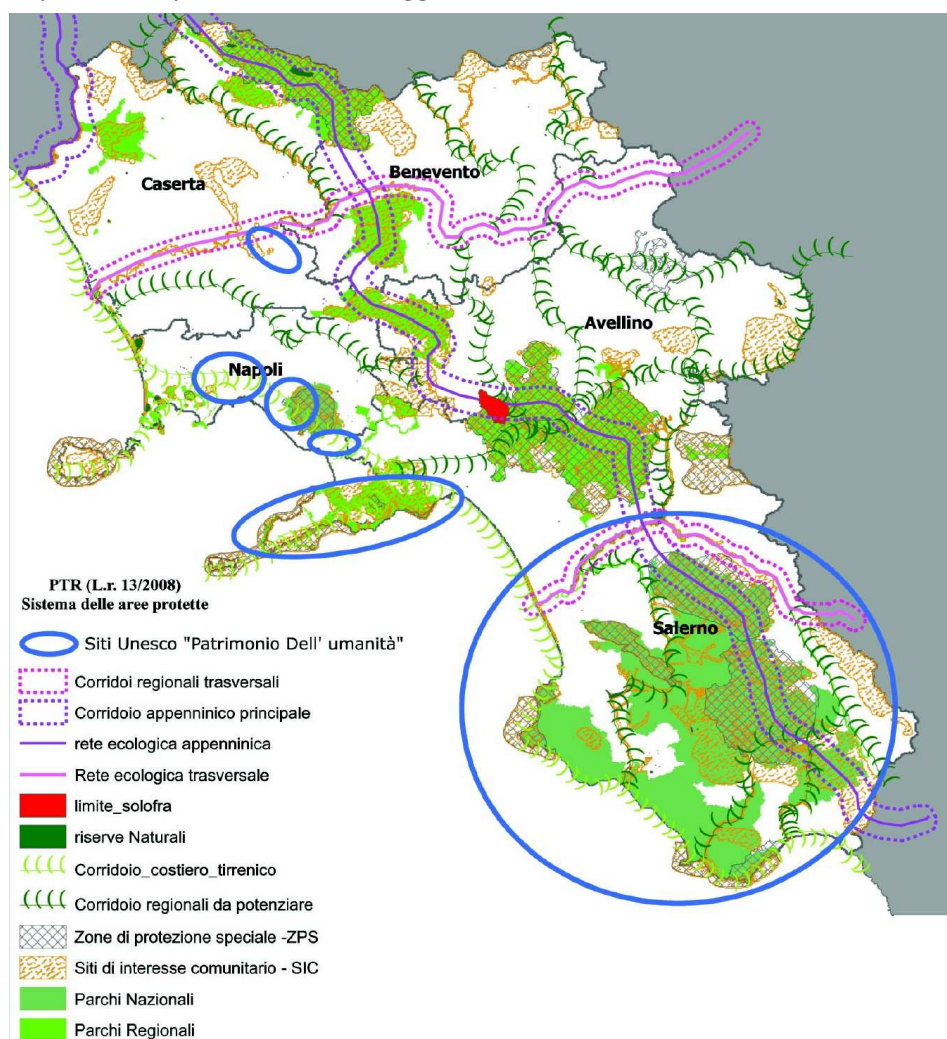 Benevento
Caserta
Avellino
Napoli
Salerno
PTR (L.r. 13/2008)
Sistema delle aree protette
Siti Unesco "Patrimonio Dell' umanità"
Corridoi regionali trasversali
Corridoio appenninico principale
rete ecologica appenninica
Rete ecologica trasversale
limite_solofra
riserve Naturali
Corridoio_costiero_tirrenico
Corridoio regionali da potenziare
Zone di protezione speciale -ZPS
Siti di interesse comunitario - SIC
Parchi Nazionali
Parchi Regionali